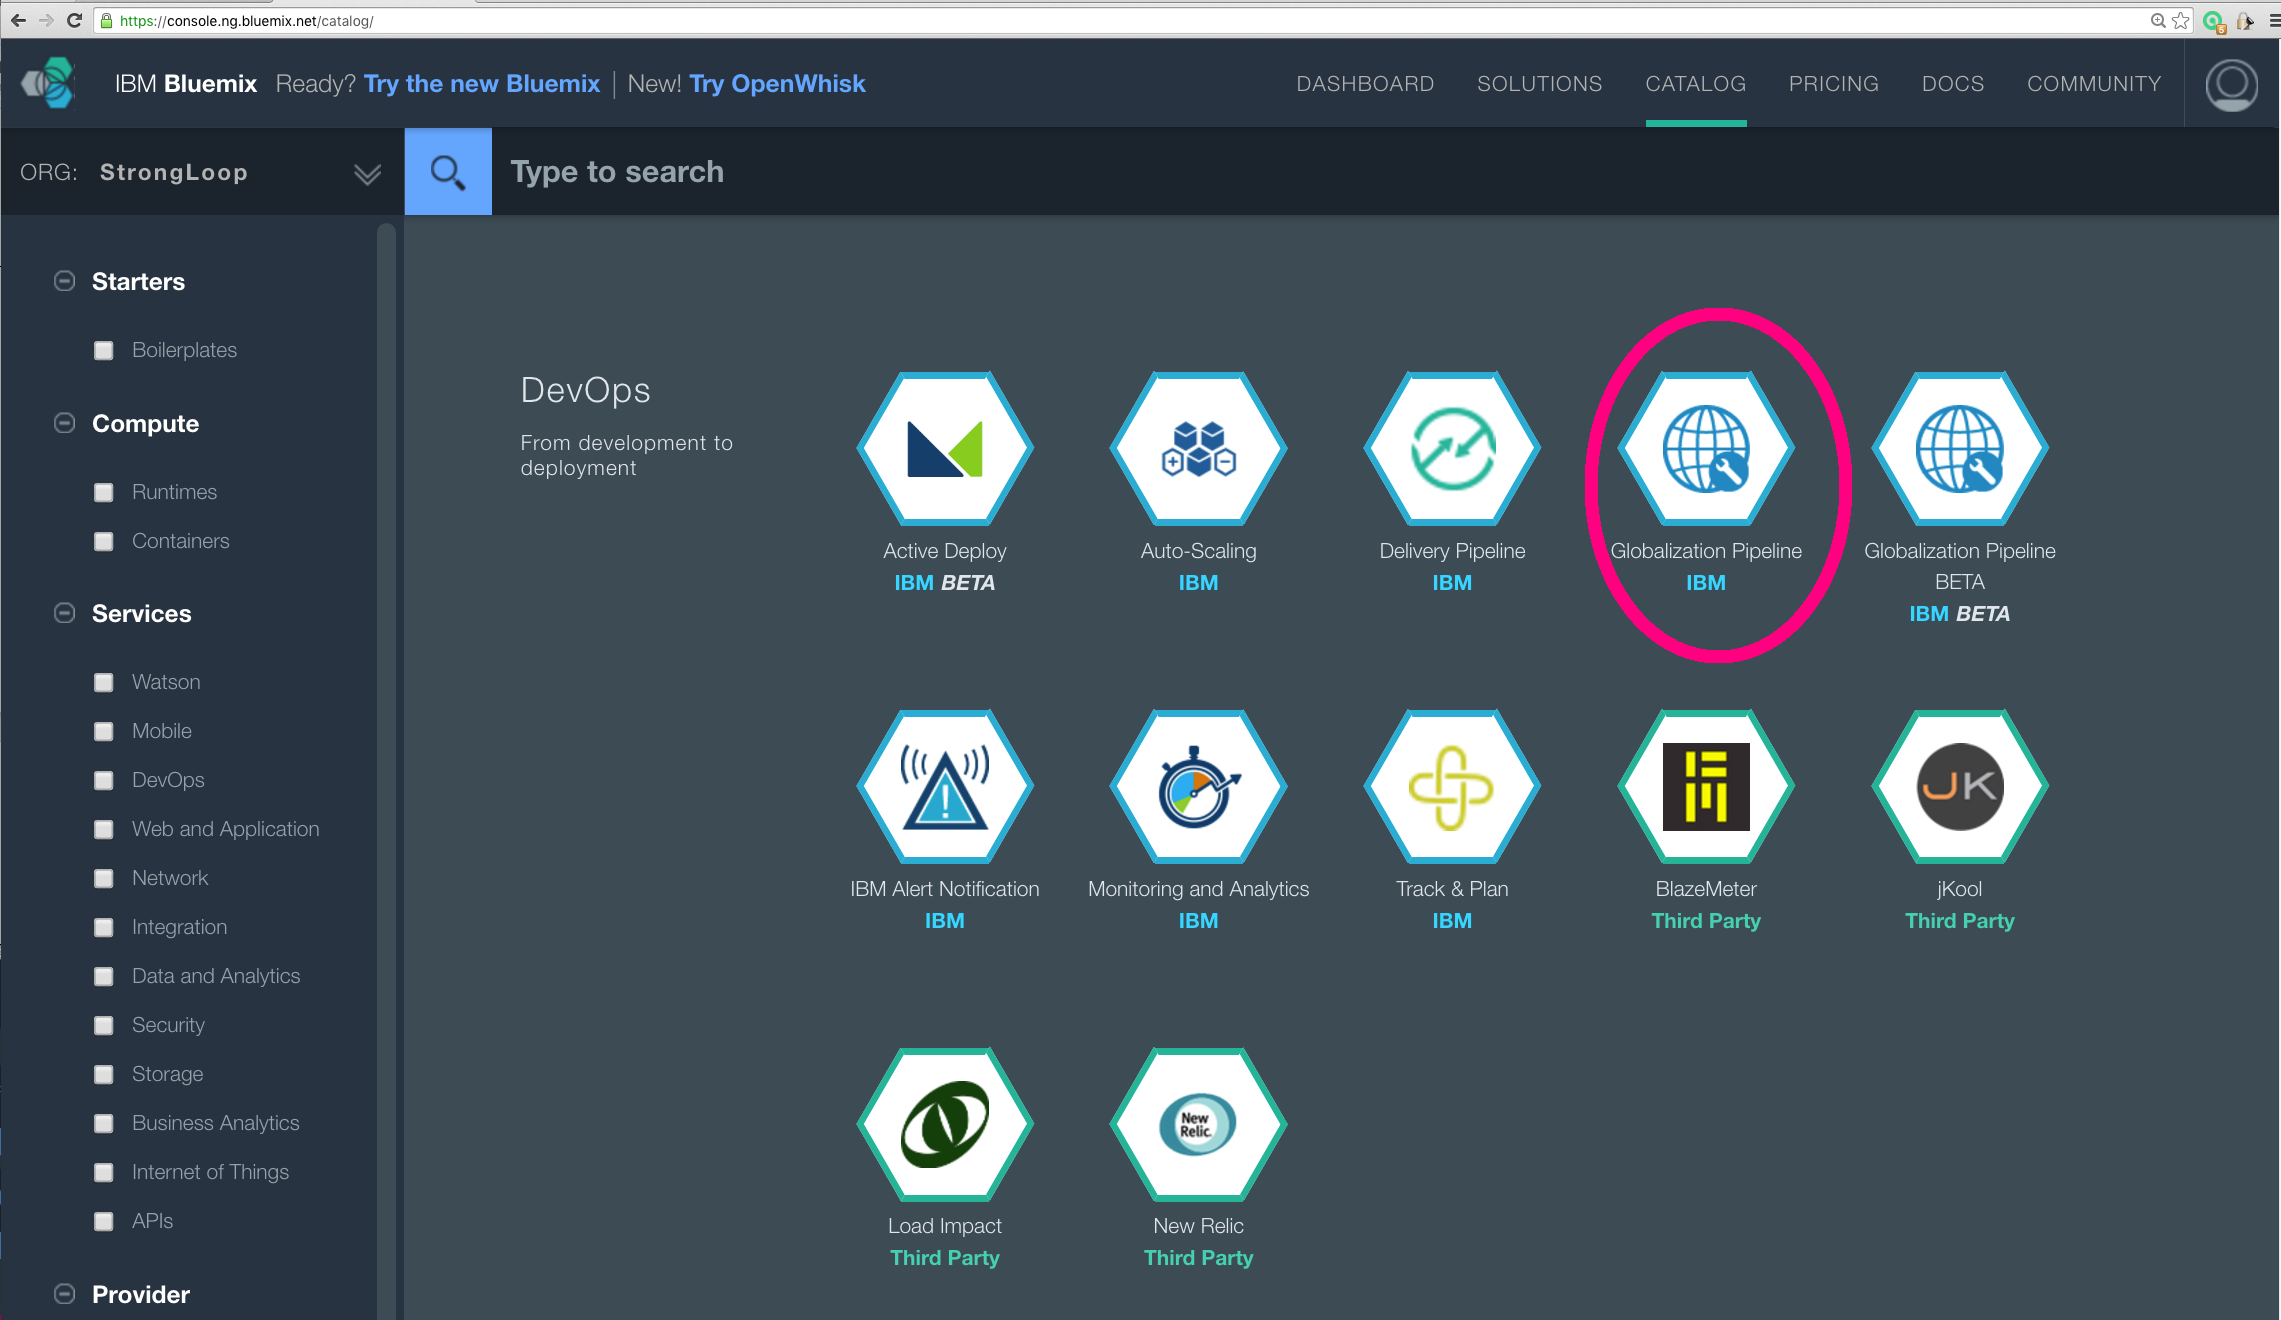 https://console.ng.bluemix.net/catalog/
IBM Bluemix Ready? Try the new Bluemix | New! Try OpenWhisk
DASHBOARD SOLUTIONS CATALOG PRICING DOCS COMMUNITY
ORG: StrongLoop
Type to search
Starters
Boilerplates
Compute
Runtimes
Containers
Services
Watson
Mobile
DevOps
Web and Application
Network
Integration
Data and Analytics
Security
Storage
Business Analytics
Internet of Things
APIs
Provider
DevOps
From development to
deployment
Active Deploy
IBM BETA
Auto-Scaling
IBM
Delivery Pipeline
IBM
Globalization Pipeline
IBM
Globalization Pipeline
BETA
IBM BETA
IBM Alert Notification
IBM
Monitoring and Analytics
IBM
Track & Plan
IBM
BlazeMeter
Third Party
JK
jKool
Third Party
Load Impact
Third Party
New
Relic.
New Relic
Third Party